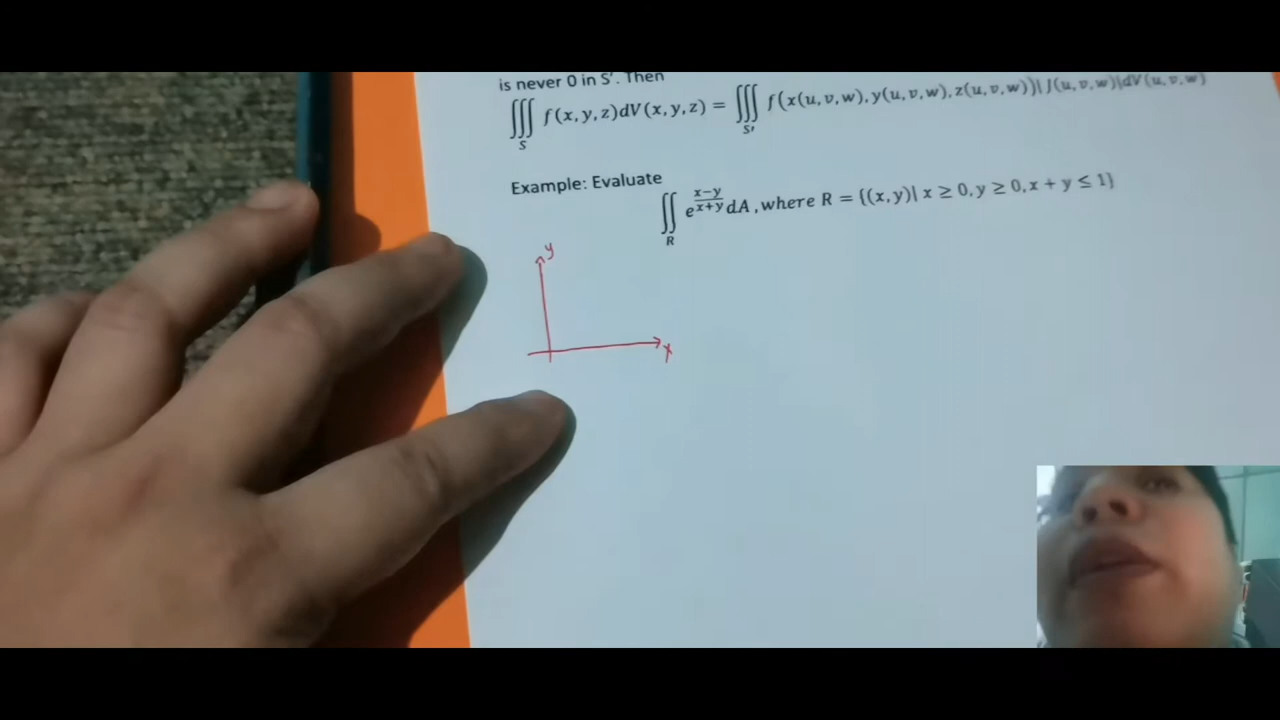 is never 0 in S'. Then
∭_S f(x, y, z)dV(x, y, z) = ∭_S' f(x(u, v, w), y(u, v, w), z(u, v, w))| J(u, v, w)|dV(u, v, w)
Example: Evaluate
∬_R e^((x−y)/(x+y)) dA , where R = {(x, y)| x ≥ 0, y ≥ 0, x + y ≤ 1}
y
x